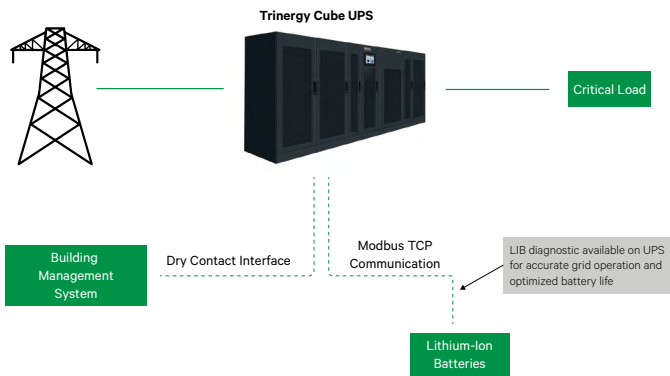 Trinergy Cube UPS
Critical Load
Building
Management
System
Dry Contact Interface
Modbus TCP
Communication
LIB diagnostic available on UPS
for accurate grid operation and
optimized battery life
Lithium-Ion
Batteries